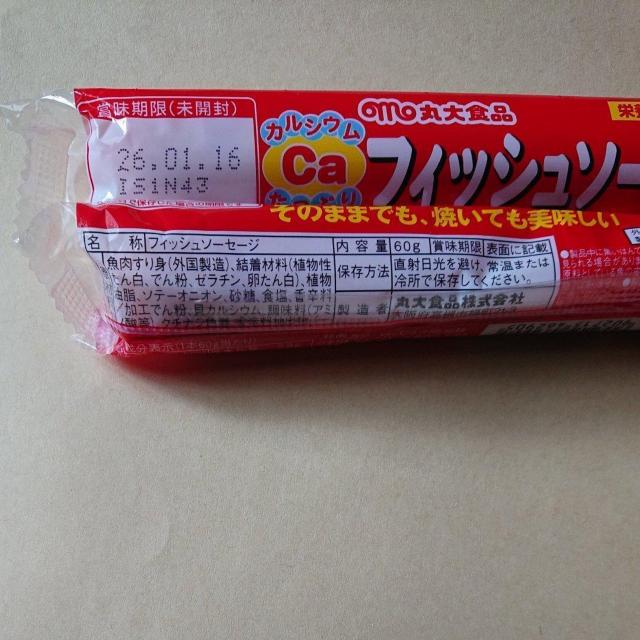 賞味期限(未開封)
26.01.16
ISIN43
カルシウム
Ca
たっぷり
omo丸大食品
フィッシュソー
そのままでも、焼いても美味しい
名 称 フィッシュソーセージ
魚肉すり身(外国製造)、結着材料(植物性
たん白、でん粉、ゼラチン、卵たん白)、植物
油脂、ソテーオニオン、砂糖、食塩、香辛料
/加工でん粉、貝カルシウム、調味料(アミ
内 容 量 60g 賞味期限 表面に記載
保存方法 直射日光を避け、常温または
冷所で保存してください。
製 造 者 丸大食品株式会社